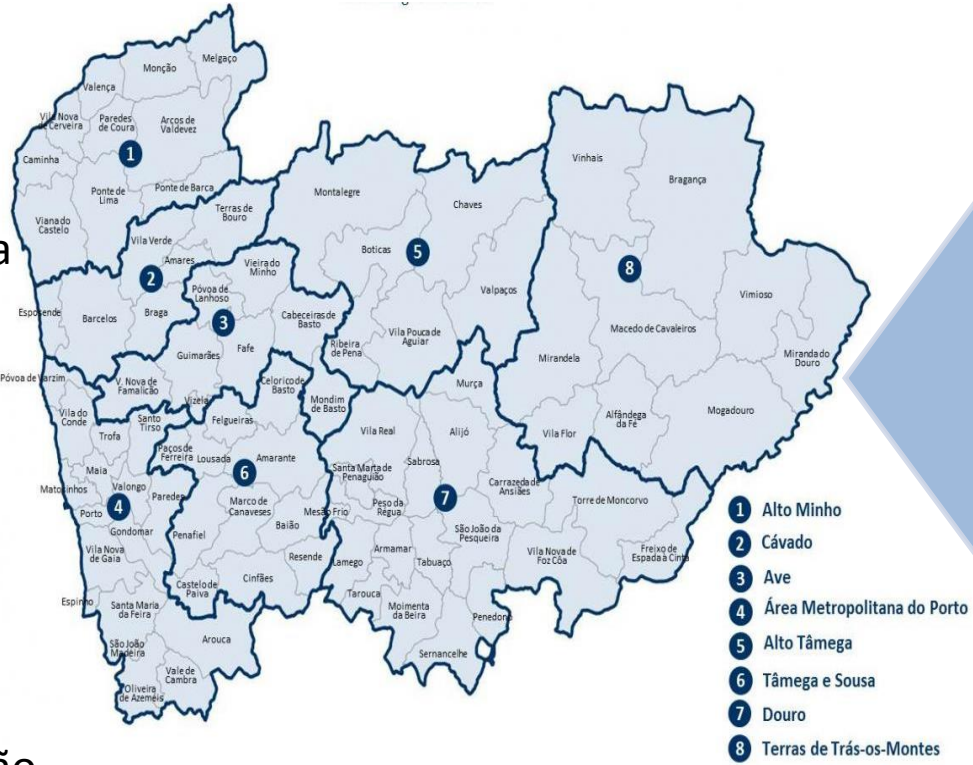 Melgaço
Monção
Valença
Vila Nova
de Cerveira
Paredes
de Coura
Arcos de
Valdevez
Caminha
1
Ponte de
Lima
Ponte de Barca
Viana do
Castelo
a
Terras de
Bouro
Vila Verde
Amares
2
Esposende
Barcelos
Braga
Vieira do
Minho
Póvoa de
Lanhoso
3
Cabeceiras de
Basto
Guimarães
Fafe
V. Nova de
Famalicão
Vizela
Montalegre
Chaves
Boticas
5
Valpaços
Vila Pouca de
Aguiar
Ribeira
de Pena
Vinhais
Bragança
8
Vimioso
Macedo de Cavaleiros
Mirandela
Miranda do
Douro
Mogadouro
Alfândega
da Fé
Vila Flor
Póvoa de Varzim
Vila do
Conde
Santo
Tirso
Trofa
Maia
Matosinhos
Valongo
Paredes
Porto
4
Gondomar
Vila Nova
de Gaia
Espinho
Santa Maria
da Feira
São João
Madeira
Arouca
Vale de
Cambra
Oliveira
de Azeméis
Celorico de
Basto
Mondim
de Basto
Felgueiras
Paços de
Ferreira
Lousada
Amarante
6
Marco de
Canaveses
Baião
Mesão Frio
Penafiel
Resende
Cinfães
Castelo de
Paiva
Murça
Vila Real
Alijó
Sabrosa
Santa Marta de
Penaguião
Peso da
Régua
7
Carrazeda de
Ansiães
Torre de Moncorvo
São João da
Pesqueira
Armamar
Lamego
Tabuaço
Vila Nova de
Foz Côa
Freixo de
Espada à Cinta
Tarouca
Moimenta
da Beira
Penedono
Sernancelhe
1 Alto Minho
2 Cávado
3 Ave
4 Área Metropolitana do Porto
5 Alto Tâmega
6 Tâmega e Sousa
7 Douro
8 Terras de Trás-os-Montes
ão